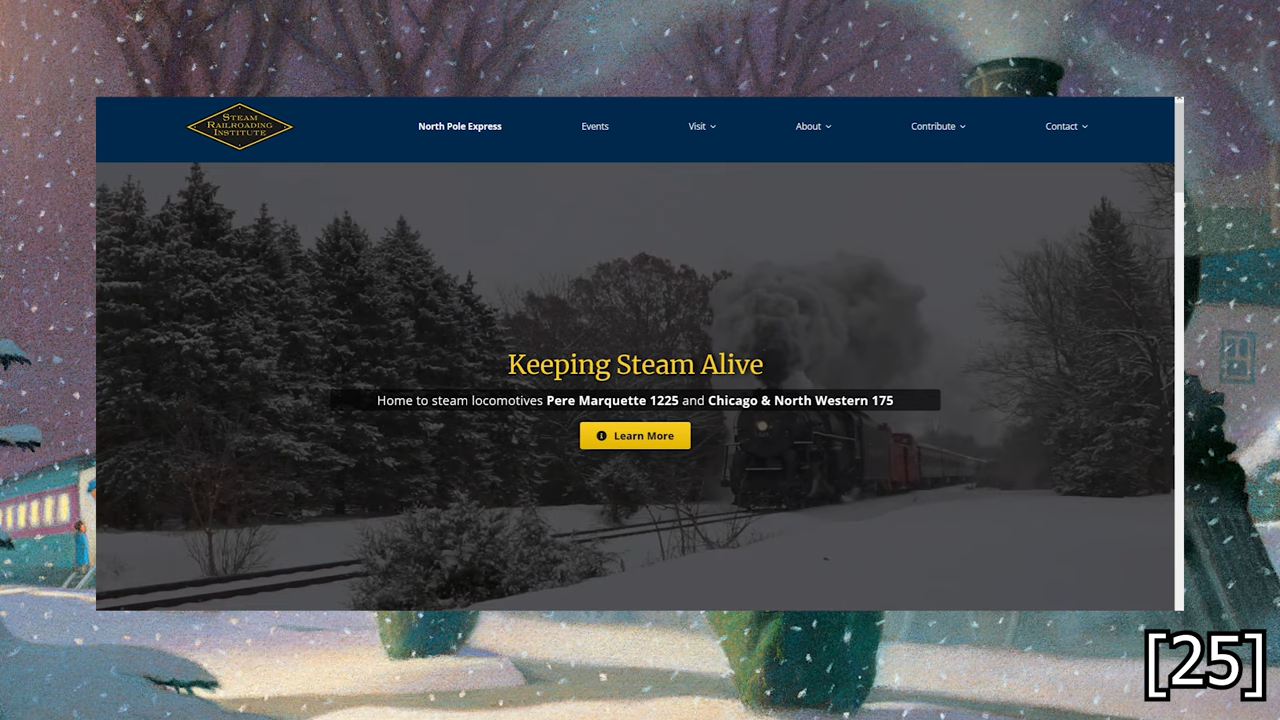 STEAM
RAILROADING
INSTITUTE
North Pole Express
Events
Visit
About
Contribute
Contact
Keeping Steam Alive
Home to steam locomotives Pere Marquette 1225 and Chicago & North Western 175
Learn More
[25]